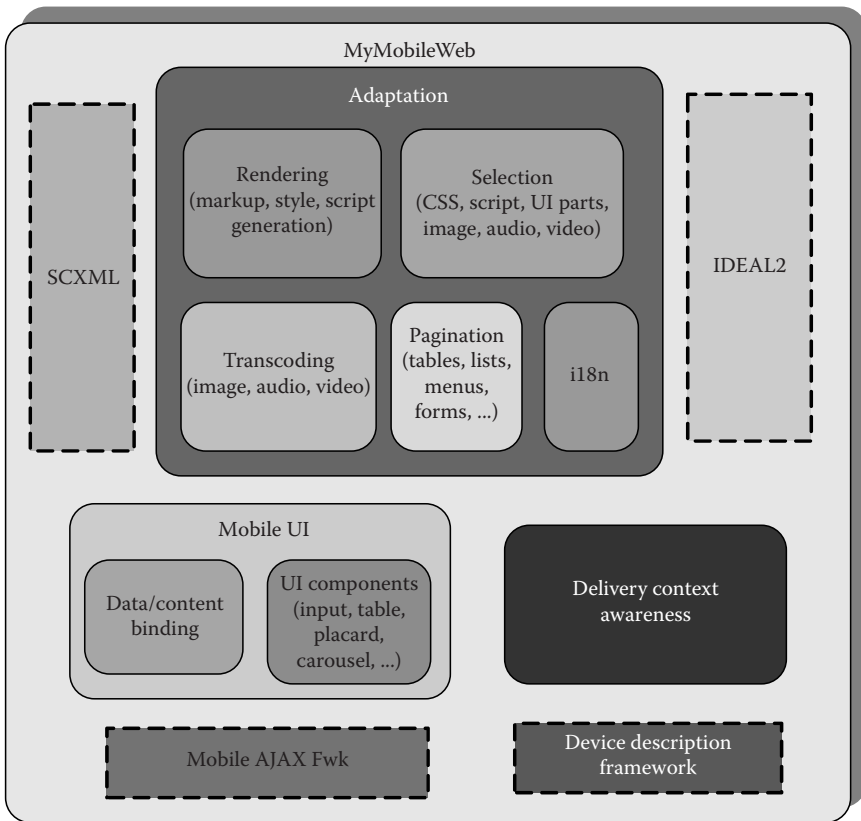 MyMobileWeb
Adaptation
Rendering
(markup, style, script
generation)
Selection
(CSS, script, UI parts,
image, audio, video)
SCXML
IDEAL2
Transcoding
(image, audio, video)
Pagination
(tables, lists,
menus,
forms, ...)
i18n
Mobile UI
Data/content
binding
UI components
(input, table,
placard,
carousel, ...)
Delivery context
awareness
Mobile AJAX Fwk
Device description
framework